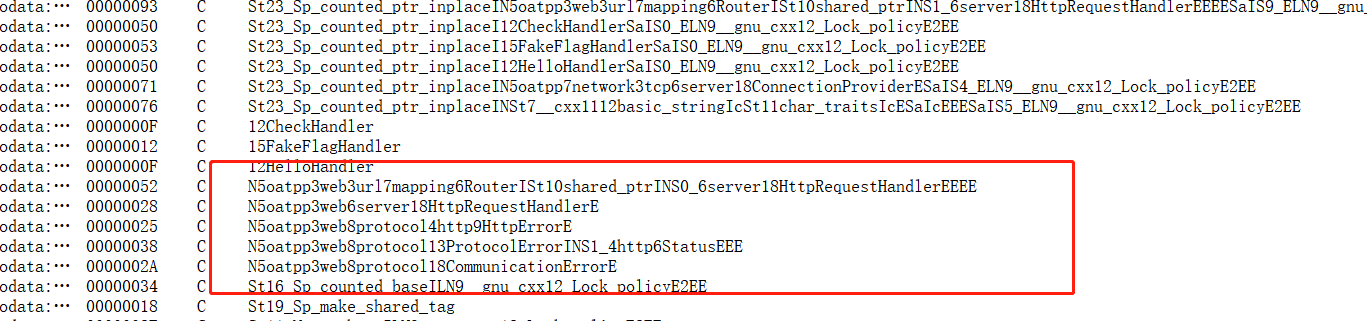 odata:··· 00000093 C St23_Sp_counted_ptr_inplaceIN5oatpp3web3url7mapping6RouterISt10shared_ptrINS1_6server18HttpRequestHandlerEEEESaIS9_ELN9__gnu_
odata:··· 00000050 C St23_Sp_counted_ptr_inplaceI12CheckHandlerSaIS0_ELN9__gnu_cxx12_Lock_policyE2EE
odata:··· 00000053 C St23_Sp_counted_ptr_inplaceI15FakeFlagHandlerSaIS0_ELN9__gnu_cxx12_Lock_policyE2EE
odata:··· 00000050 C St23_Sp_counted_ptr_inplaceI12HelloHandlerSaIS0_ELN9__gnu_cxx12_Lock_policyE2EE
odata:··· 00000071 C St23_Sp_counted_ptr_inplaceIN5oatpp7network3tcp6server18ConnectionProviderESaIS4_ELN9__gnu_cxx12_Lock_policyE2EE
odata:··· 00000076 C St23_Sp_counted_ptr_inplaceINSt7__cxx1112basic_stringIcSt11char_traitsIcESaIcEEESaIS5_ELN9__gnu_cxx12_Lock_policyE2EE
odata:··· 0000000F C 12CheckHandler
odata:··· 00000012 C 15FakeFlagHandler
odata:··· 0000000F C 12HelloHandler
odata:··· 00000052 C N5oatpp3web3url7mapping6RouterISt10shared_ptrINS0_6server18HttpRequestHandlerEEEE
odata:··· 00000028 C N5oatpp3web6server18HttpRequestHandlerE
odata:··· 00000025 C N5oatpp3web8protocol4http9HttpErrorE
odata:··· 00000038 C N5oatpp3web8protocol13ProtocolErrorINS1_4http6StatusEEE
odata:··· 0000002A C N5oatpp3web8protocol18CommunicationErrorE
odata:··· 00000034 C St16_Sp_counted_baseILN9__gnu_cxx12_Lock_policyE2EE
odata:··· 00000018 C St19_Sp_make_shared_tag